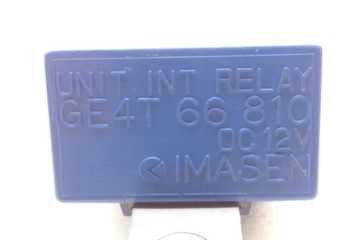 UNIT INT RELAY
GE4T 66 810
DC 12V
IMASEN